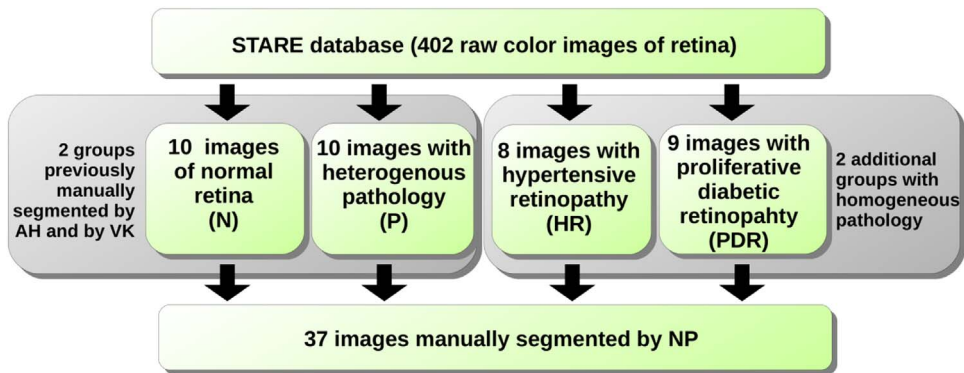 STARE database (402 raw color images of retina)
2 groups
previously
manually
segmented by
AH and by VK
10 images
of normal
retina
(N)
10 images with
heterogenous
pathology
(P)
8 images with
hypertensive
retinopathy
(HR)
9 images with
proliferative
diabetic
retinopahty
(PDR)
2 additional
groups with
homogeneous
pathology
37 images manually segmented by NP